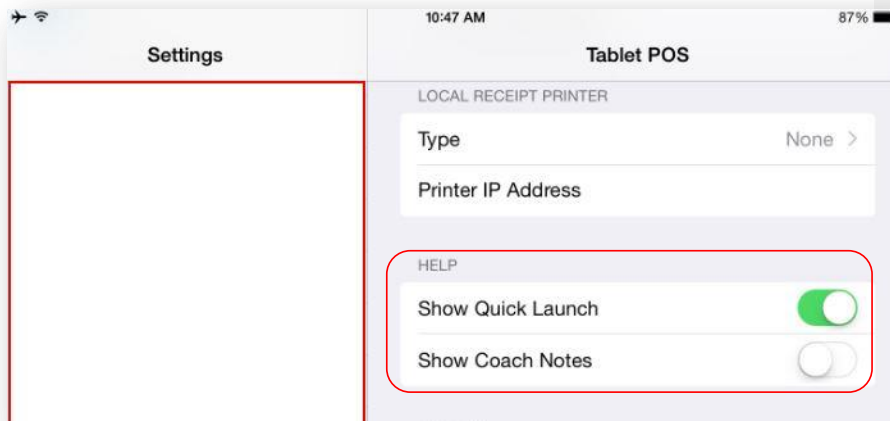 10:47 AM
87%
Settings
Tablet POS
LOCAL RECEIPT PRINTER
Type
None
Printer IP Address
HELP
Show Quick Launch
Show Coach Notes